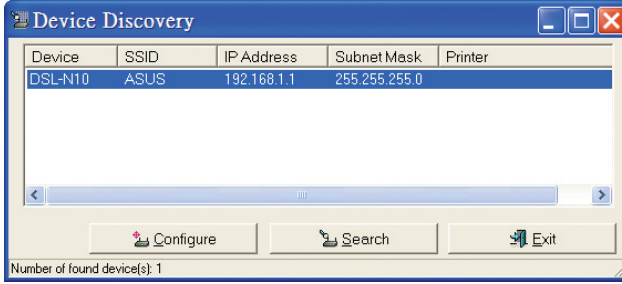 Device Discovery
Device SSID IP Address Subnet Mask Printer
DSL-N10 ASUS 192.168.1.1 255.255.255.0
Configure Search Exit
Number of found device(s): 1